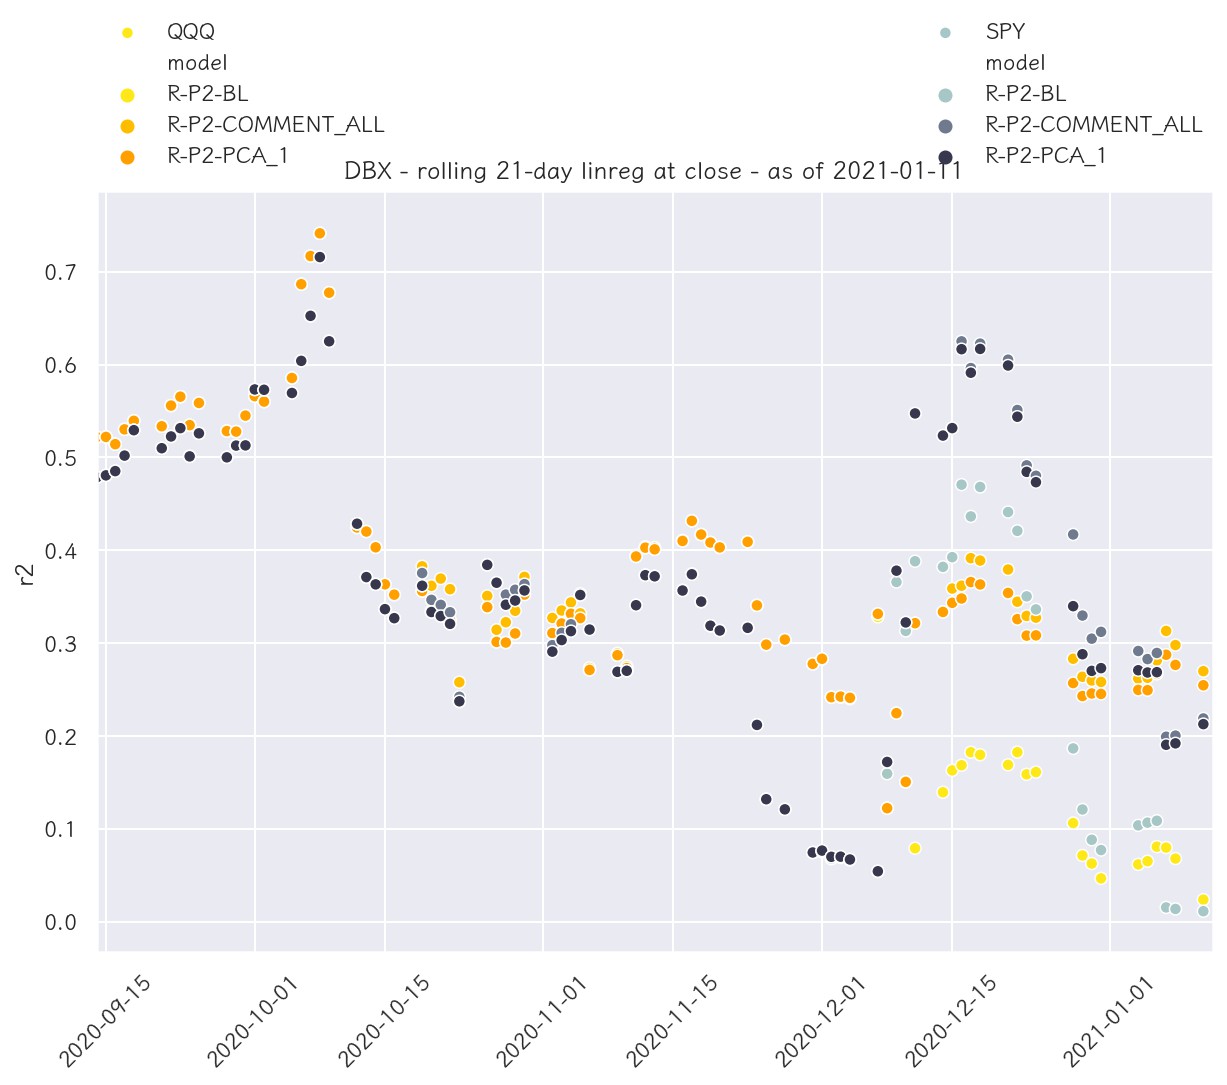 QQQ
model
R-P2-BL
R-P2-COMMENT_ALL
R-P2-PCA_1
SPY
model
R-P2-BL
R-P2-COMMENT_ALL
R-P2-PCA_1
DBX - rolling 21-day linreg at close - as of 2021-01-11
r2
0.7
0.6
0.5
0.4
0.3
0.2
0.1
0.0
2020-09-15
2020-10-01
2020-10-15
2020-11-01
2020-11-15
2020-12-01
2020-12-15
2021-01-01